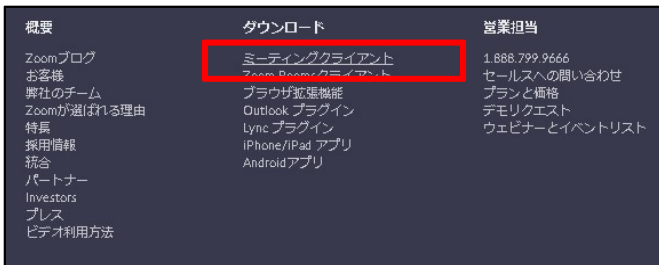 概要
Zoomブログ
お客様
弊社のチーム
Zoomが選ばれる理由
特長
採用情報
統合
パートナー
Investors
プレス
ビデオ利用方法
ダウンロード
ミーティングクライアント
Zoom Roomsクライアント
ブラウザ拡張機能
Outlook プラグイン
Lync プラグイン
iPhone/iPad アプリ
Androidアプリ
営業担当
1.888.799.9666
セールスへの問い合わせ
プランと価格
デモリクエスト
ウェビナーとイベントリスト